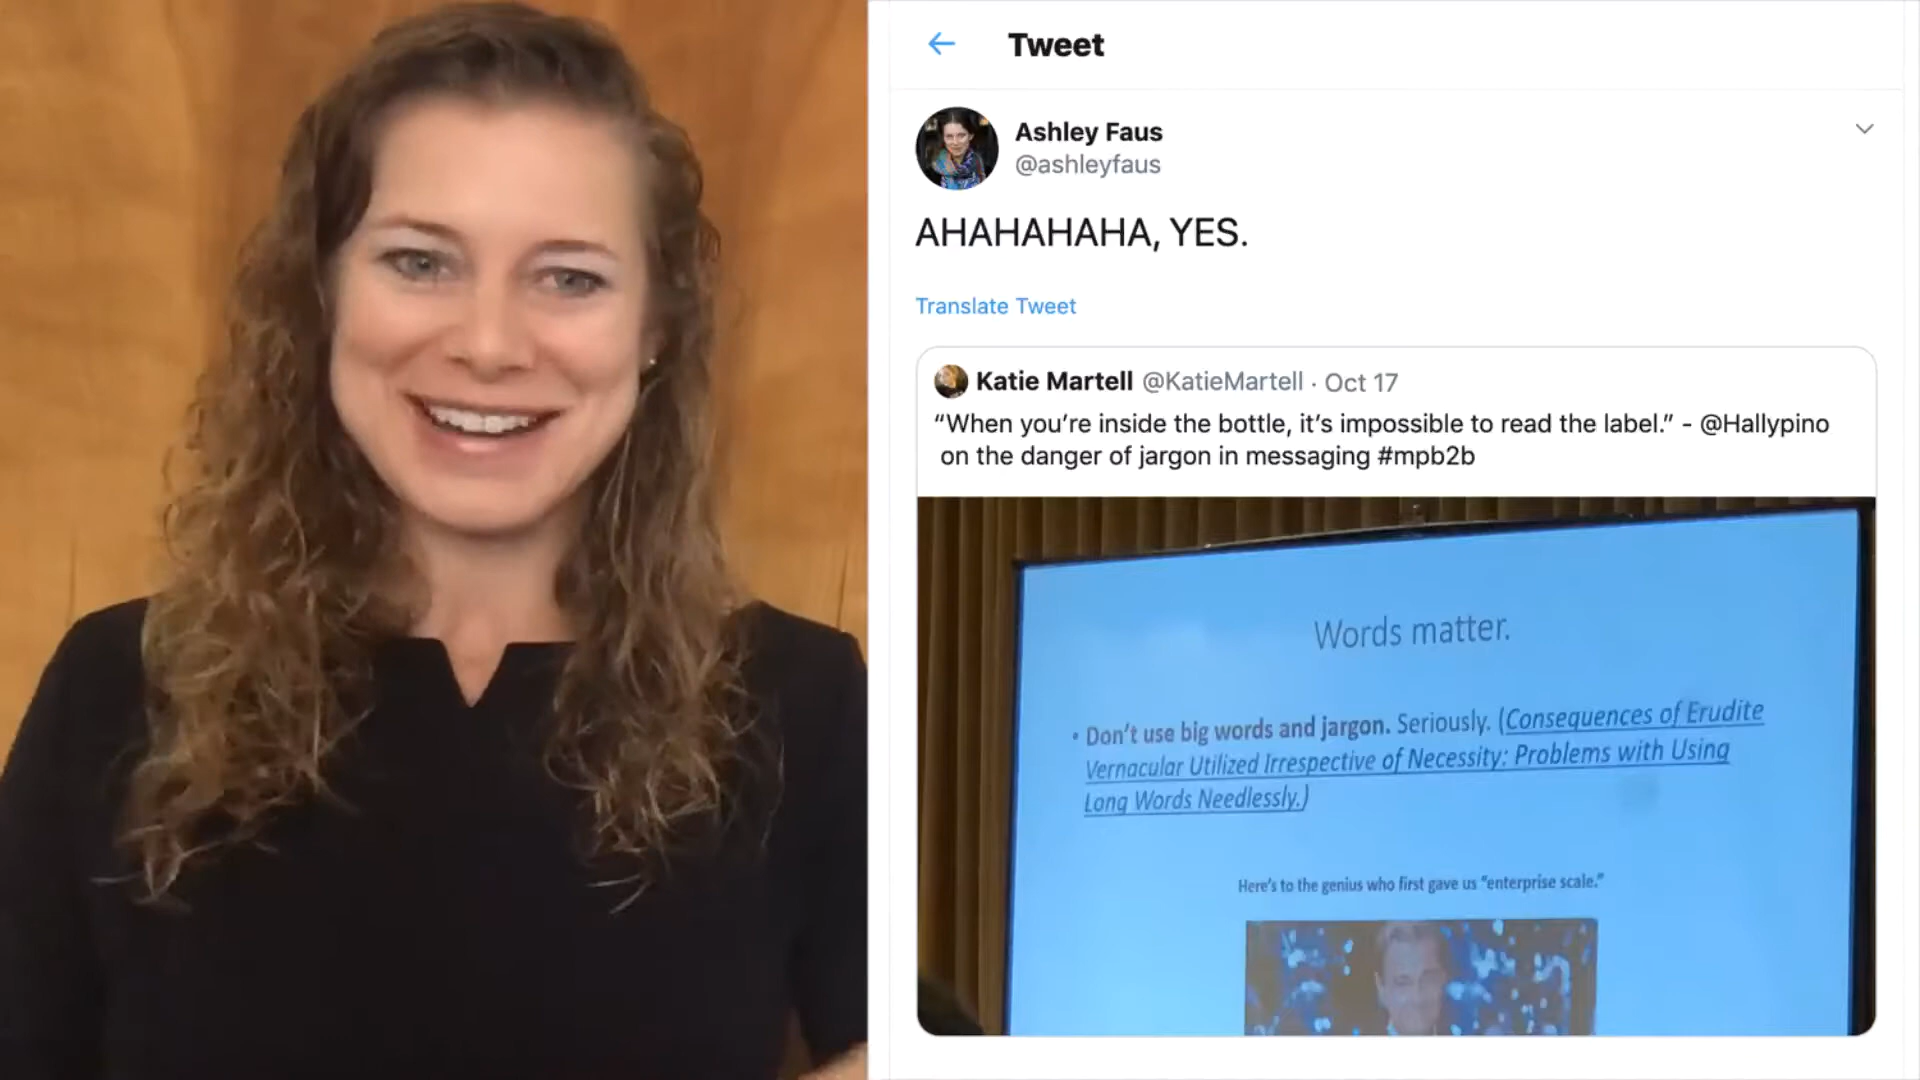 Tweet
Ashley Faus
@ashleyfaus
AHAHAHAHA, YES.
Translate Tweet
Katie Martell @KatieMartell · Oct 17
“When you’re inside the bottle, it’s impossible to read the label.” - @Hallypino
on the danger of jargon in messaging #mpb2b
Words matter.
• Don’t use big words and jargon. Seriously. (Consequences of Erudite
Vernacular Utilized Irrespective of Necessity: Problems with Using
Long Words Needlessly.)
Here’s to the genius who first gave us “enterprise scale.”